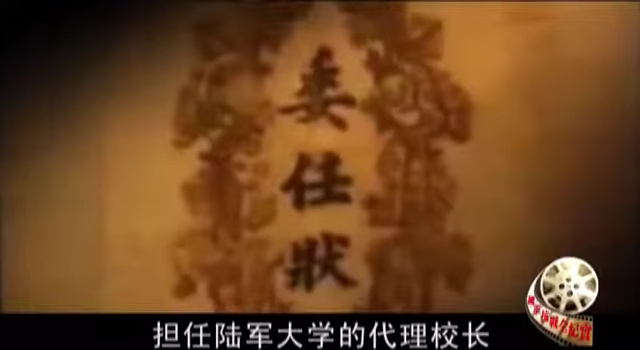 委
任
狀
担任陆军大学的代理校长